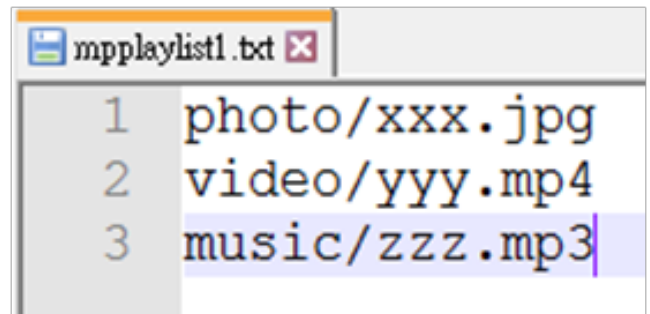 mpplaylist1.txt
1 photo/xxx.jpg
2 video/yyy.mp4
3 music/zzz.mp3